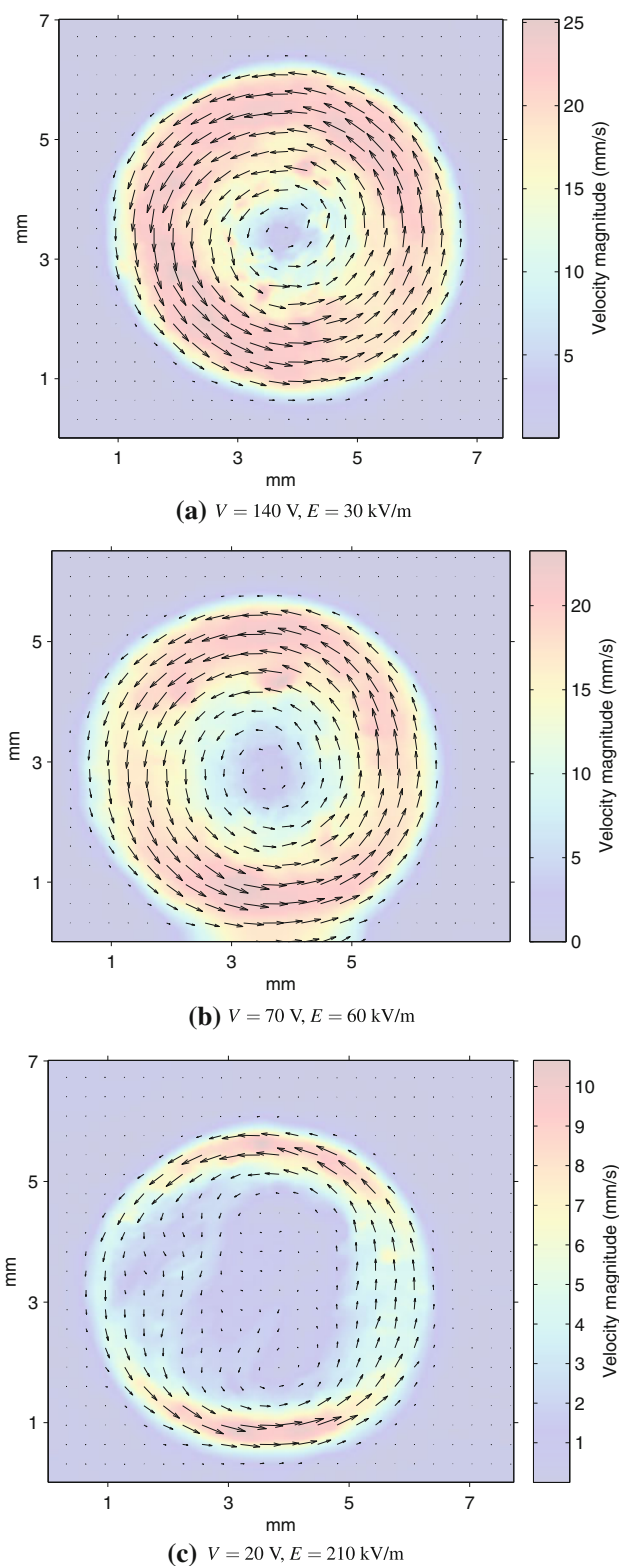 7
5
3
1
mm
1 3 5 7
mm
25
20
15
10
5
Velocity magnitude (mm/s)
(a) V = 140 V, E = 30 kV/m
5
3
1
mm
1 3 5
mm
20
15
10
5
0
Velocity magnitude (mm/s)
(b) V = 70 V, E = 60 kV/m
7
5
3
1
mm
1 3 5 7
mm
10
9
8
7
6
5
4
3
2
1
Velocity magnitude (mm/s)
(c) V = 20 V, E = 210 kV/m